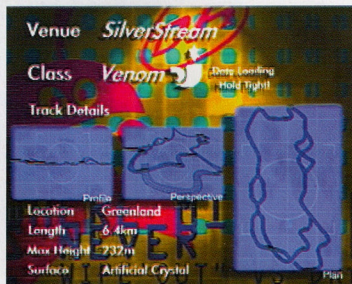 Venue SilverStream
Class Venom
Data Loading
Hold Tight!
Track Details
Profile
Perspective
Plan
Location Greenland
Length 6.4km
Max Height 232m
Surface Artificial Crystal